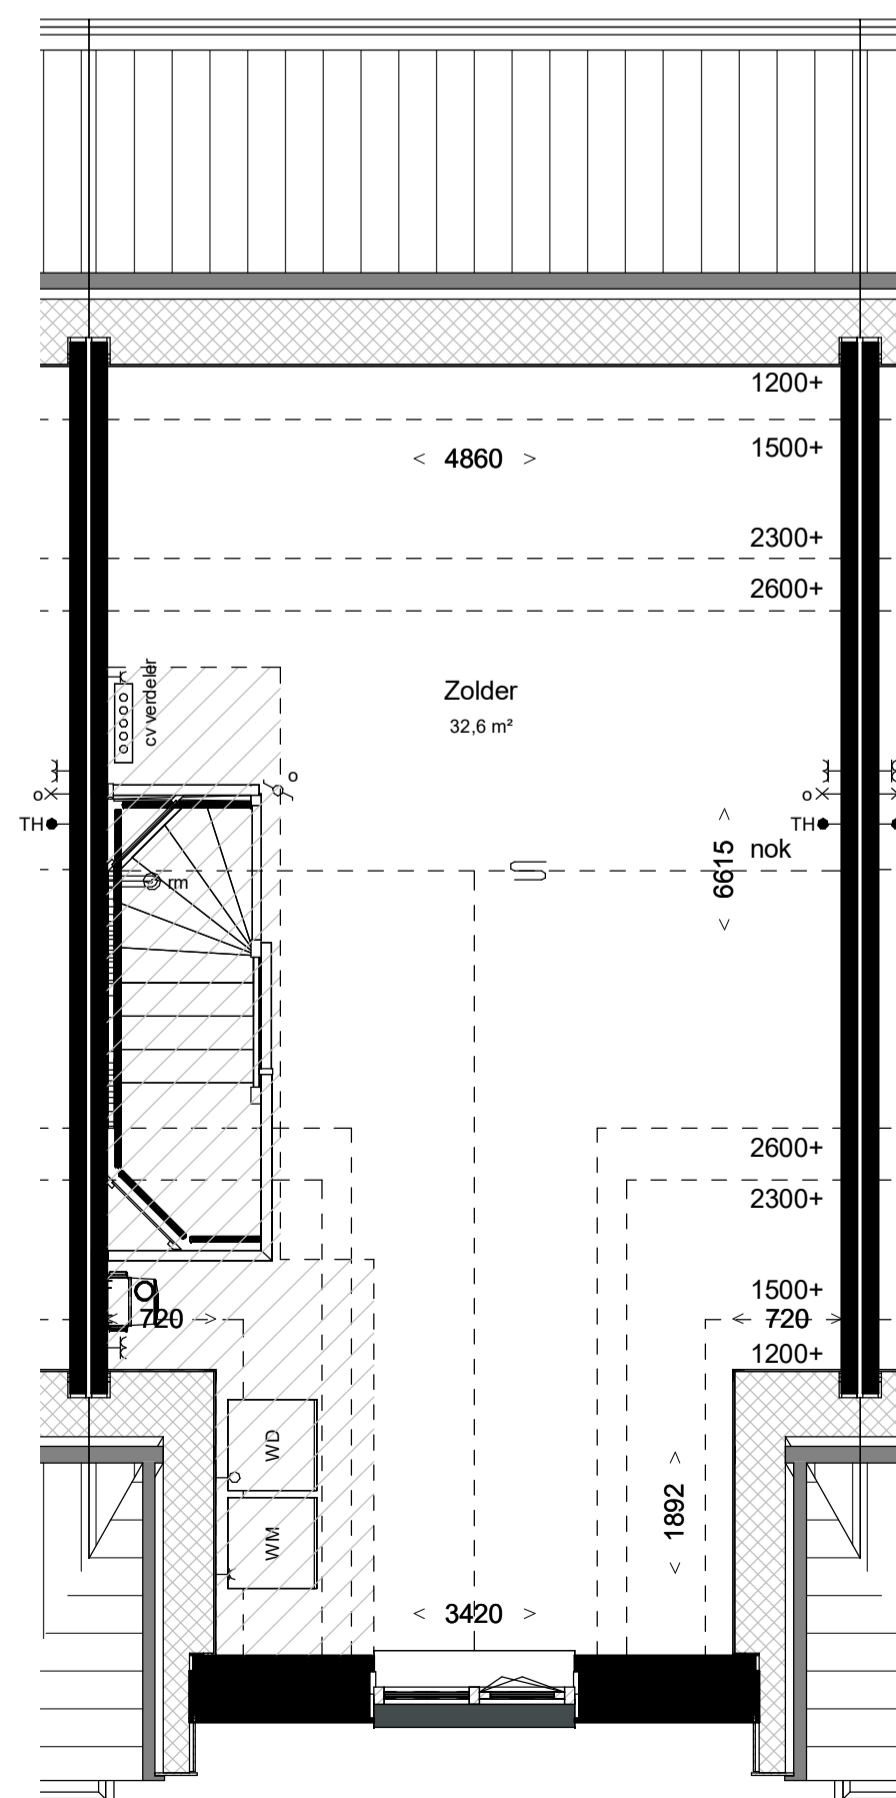 1200+
1500+
< 4860 >
2300+
2600+
cv verdeler
Zolder
32,6 m²
o
o
o
TH
TH
< 6615 >
nok
rm
2600+
2300+
1500+
720
720
1200+
WD
< 1892 >
WM
< 3420 >